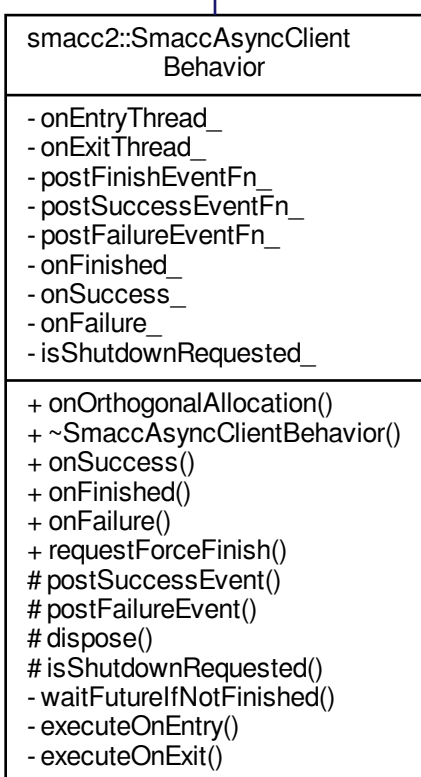 smacc2::SmaccAsyncClient
Behavior
- onEntryThread_
- onExitThread_
- postFinishEventFn_
- postSuccessEventFn_
- postFailureEventFn_
- onFinished_
- onSuccess_
- onFailure_
- isShutdownRequested_
+ onOrthogonalAllocation()
+ ~SmaccAsyncClientBehavior()
+ onSuccess()
+ onFinished()
+ onFailure()
+ requestForceFinish()
# postSuccessEvent()
# postFailureEvent()
# dispose()
# isShutdownRequested()
- waitFutureIfNotFinished()
- executeOnEntry()
- executeOnExit()